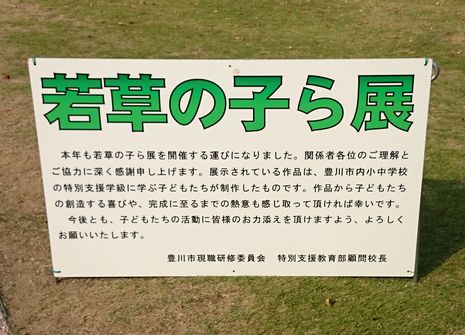 若草の子ら展
本年も若草の子ら展を開催する運びになりました。関係者各位のご理解と
ご協力に深く感謝申し上げます。展示されている作品は、豊川市内小中学校
の特別支援学級に学ぶ子どもたちが制作したものです。作品から子どもたち
の創造する喜びや、完成に至るまでの熱意も感じ取って頂ければ幸いです。
今後とも、子どもたちの活動に皆様のお力添えを頂けますよう、よろしく
お願いいたします。
豊川市現職研修委員会　特別支援教育部顧問校長